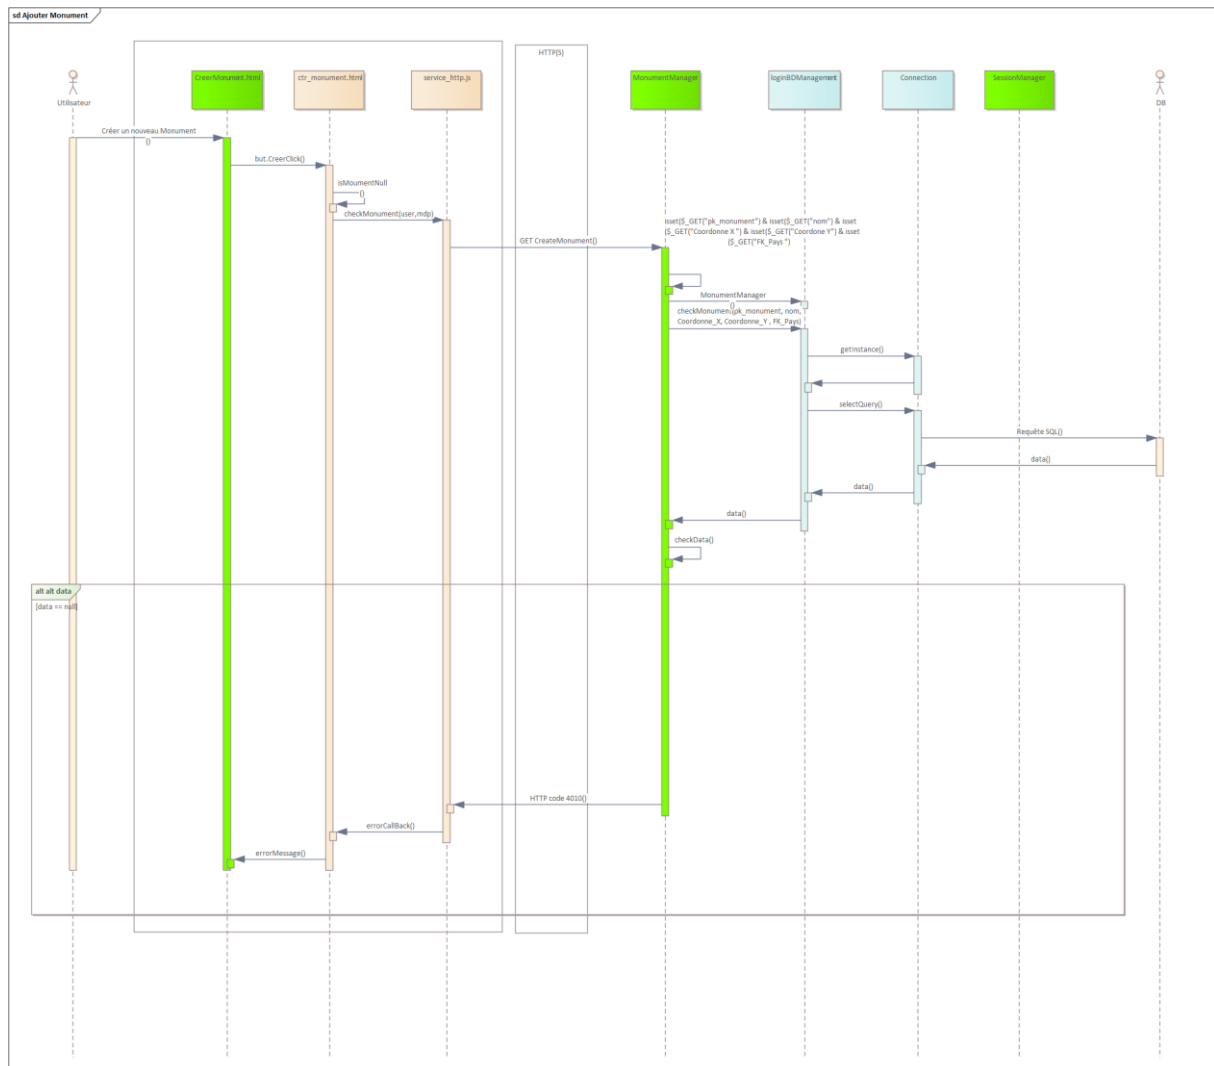 sd Ajouter Monument
HTTP(S)
CreerMonument.html
ctr_monument.html
service_http.js
MonumentManager
loginBDManagement
Connection
SessionManager
Utilisateur
DB
Créer un nouveau Monument
()
but.CreerClick()
isMoumentNull
()
checkMonument(user,mdp)
isset($_GET("pk_monument") & isset($_GET("nom") & isset
($_GET("Coordonne X ") & isset($_GET("Coordone Y") & isset
($_GET("FK_Pays ")
GET CreateMonument()
MonumentManager
()
checkMonument(pk_monument, nom,
Coordonne_X, Coordonne_Y , FK_Pays)
getInstance()
selectQuery()
Requête SQL()
data()
data()
data()
checkData()
alt alt data
[data == null]
HTTP code 4010()
errorCallBack()
errorMessage()